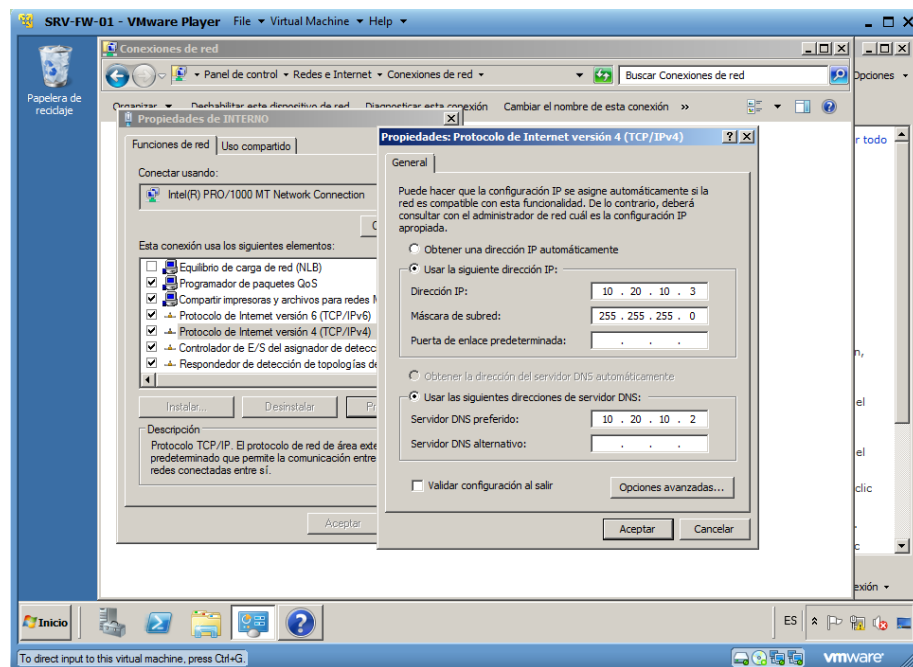 SRV-FW-01 - VMware Player File Virtual Machine Help
Papelera de reciclaje
Conexiones de red
Panel de control Redes e Internet Conexiones de red
Buscar Conexiones de red
Opciones
Organizar Deshabilitar este dispositivo de red Diagnosticar esta conexión Cambiar el nombre de esta conexión »
Propiedades de INTERNO
Funciones de red
Uso compartido
Conectar usando:
Intel(R) PRO/1000 MT Network Connection
Esta conexión usa los siguientes elementos:
Equilibrio de carga de red (NLB)
Programador de paquetes QoS
Compartir impresoras y archivos para redes
Protocolo de Internet versión 6 (TCP/IPv6)
Protocolo de Internet versión 4 (TCP/IPv4)
Controlador de E/S del asignador de detecc
Respondedor de detección de topologías de
Instalar...
Desinstalar
Pr
Descripción
Protocolo TCP/IP. El protocolo de red de área exte
predeterminado que permite la comunicación entre
redes conectadas entre sí.
Aceptar
Propiedades: Protocolo de Internet versión 4 (TCP/IPv4)
General
Puede hacer que la configuración IP se asigne automáticamente si la
red es compatible con esta funcionalidad. De lo contrario, deberá
consultar con el administrador de red cuál es la configuración IP
apropiada.
Obtener una dirección IP automáticamente
Usar la siguiente dirección IP:
Dirección IP: 10 . 20 . 10 . 3
Máscara de subred: 255 . 255 . 255 . 0
Puerta de enlace predeterminada: . . .
Obtener la dirección del servidor DNS automáticamente
Usar las siguientes direcciones de servidor DNS:
Servidor DNS preferido: 10 . 20 . 10 . 2
Servidor DNS alternativo: . . .
Validar configuración al salir
Opciones avanzadas...
Aceptar
Cancelar
r todo
n,
el
el
clic
.
c
exión
Inicio
ES
To direct input to this virtual machine, press Ctrl+G.
vmware